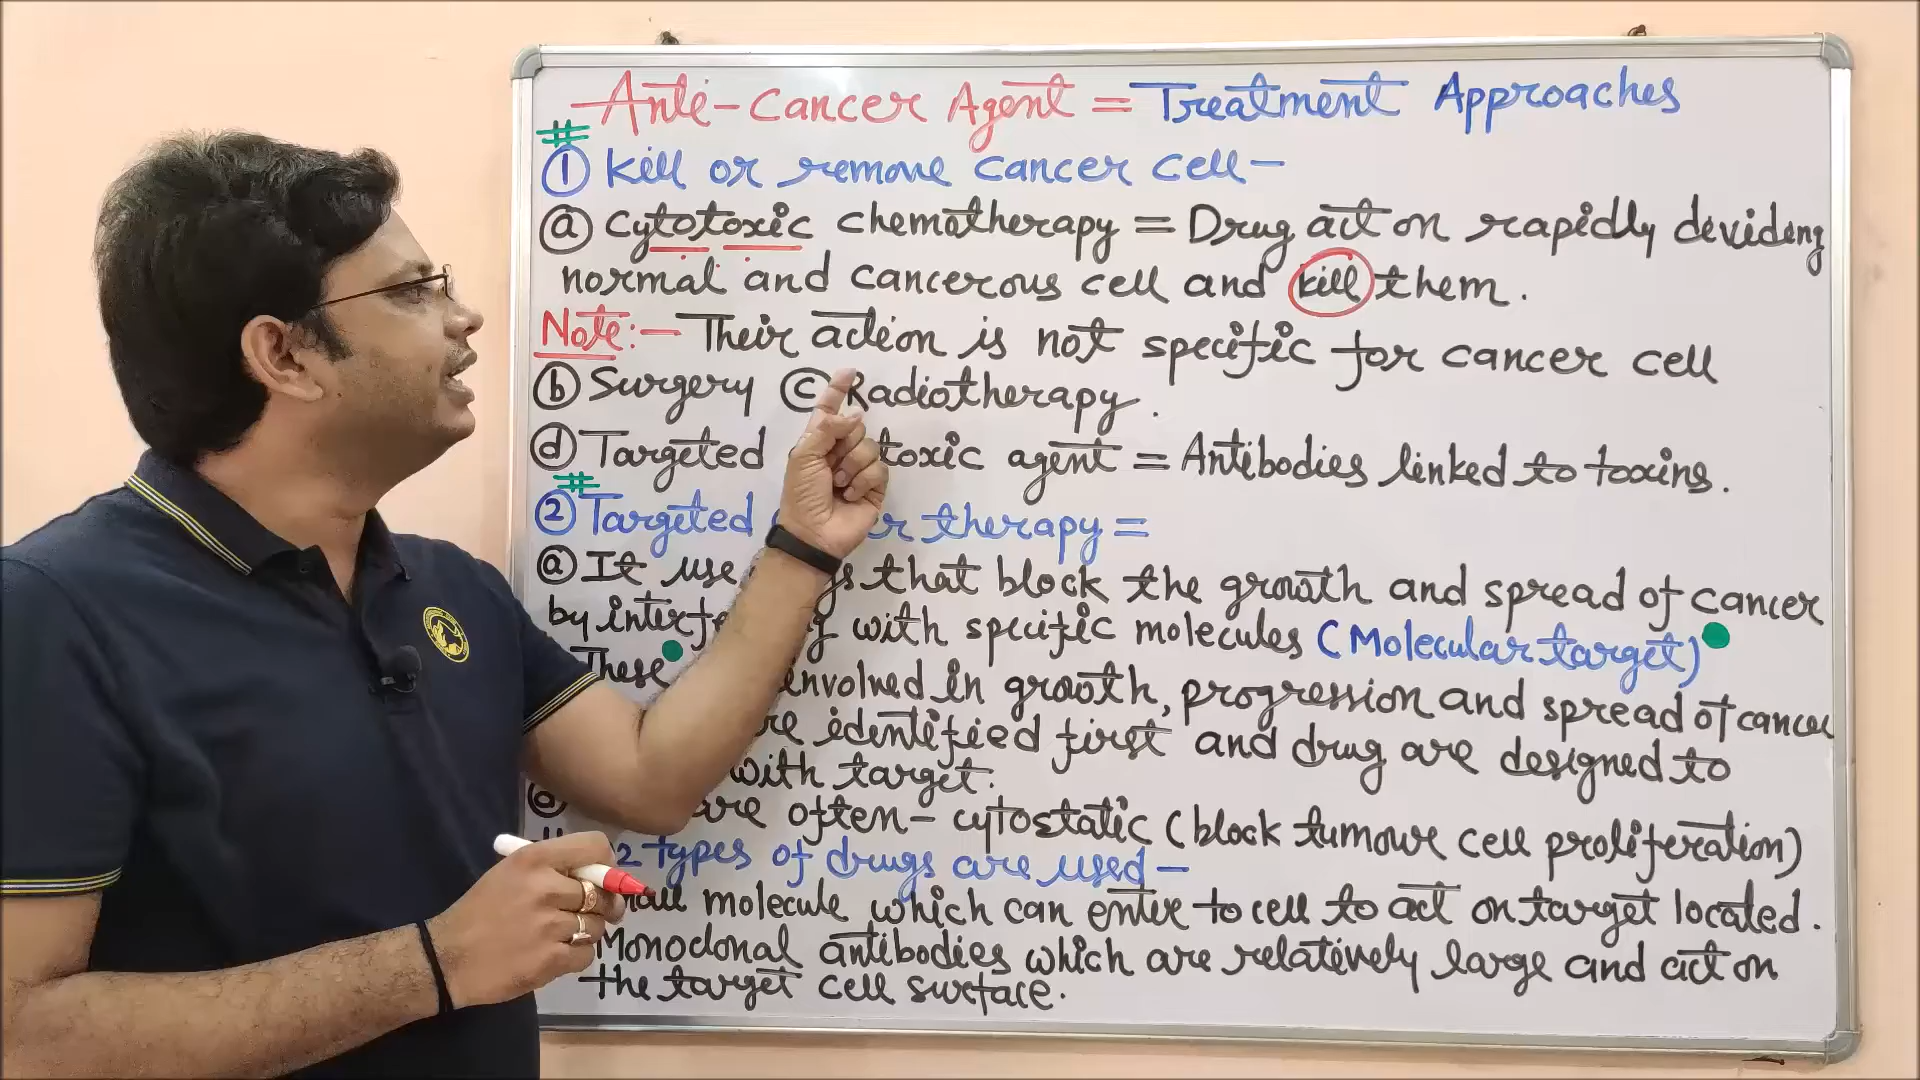 Anti-Cancer Agent = Treatment Approaches
#
① Kill or remove cancer cell-
ⓐ Cytotoxic chemotherapy = Drug act on rapidly deviding
normal and cancerous cell and kill them.
Note:- Their action is not specific for cancer cell
ⓑ Surgery ⓒ Radiotherapy.
ⓓ Targeted toxic agent = Antibodies linked to toxins.
#
② Targeted therapy =
ⓐ It use that block the growth and spread of cancer
by with specific molecules (Molecular target)
These involved in growth, progression and spread of cancer
identified first and drug are designed to
with target.
ⓓ are often- cytostatic (block tumour cell proliferation)
2 types of drugs are used-
molecule which can enter to cell to act on target located.
Monoclonal antibodies which are relatively large and act on
the target cell surface.